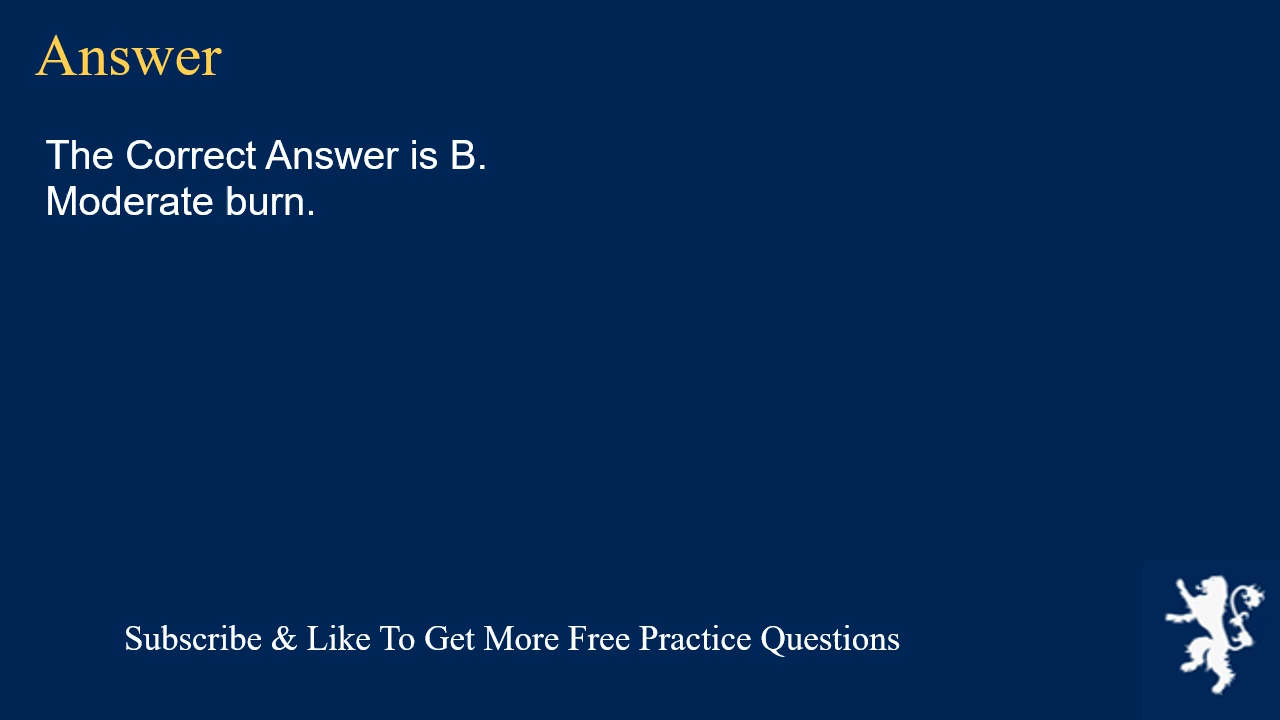 Answer
The Correct Answer is B.
Moderate burn.
Subscribe & Like To Get More Free Practice Questions